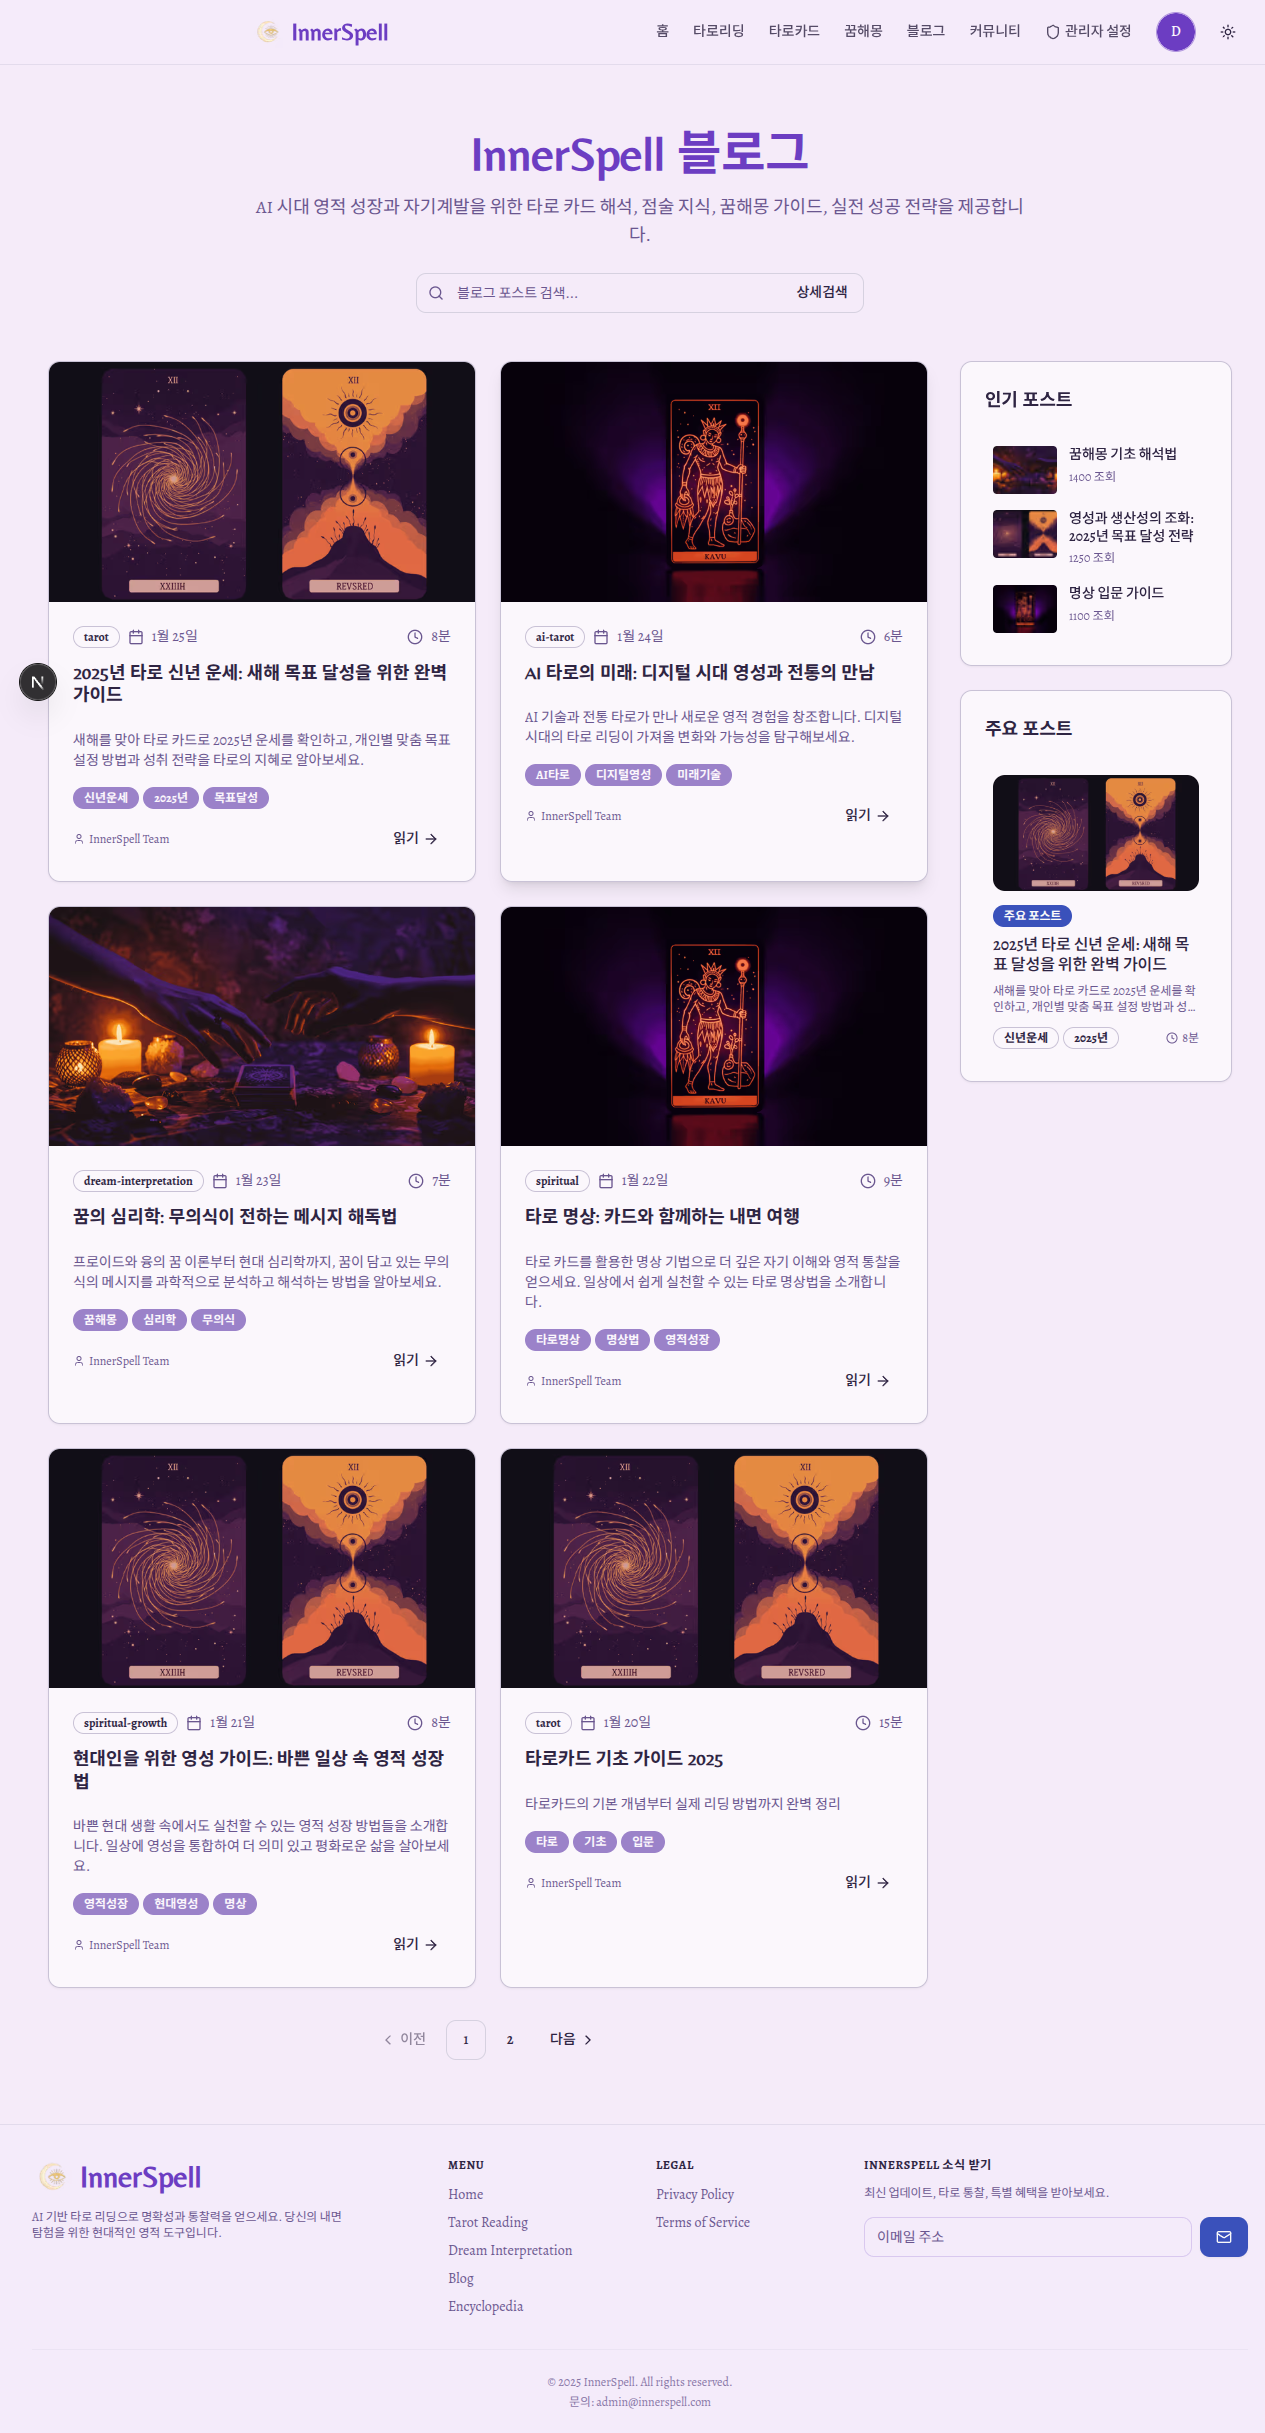 InnerSpell
홈 타로리딩 타로카드 꿈해몽 블로그 커뮤니티 관리자 설정 D
InnerSpell 블로그
AI 시대 영적 성장과 자기계발을 위한 타로 카드 해석, 점술 지식, 꿈해몽 가이드, 실전 성공 전략을 제공합니
다.
블로그 포스트 검색... 상세검색
XII XII
XXIIIH REVSRED
tarot 1월 25일 8분
2025년 타로 신년 운세: 새해 목표 달성을 위한 완벽
가이드
새해를 맞아 타로 카드로 2025년 운세를 확인하고, 개인별 맞춤 목표
설정 방법과 성취 전략을 타로의 지혜로 알아보세요.
신년운세 2025년 목표달성
InnerSpell Team 읽기
XII
KAVU
ai-tarot 1월 24일 6분
AI 타로의 미래: 디지털 시대 영성과 전통의 만남
AI 기술과 전통 타로가 만나 새로운 영적 경험을 창조합니다. 디지털
시대의 타로 리딩이 가져올 변화와 가능성을 탐구해보세요.
AI타로 디지털영성 미래기술
InnerSpell Team 읽기
N
dream-interpretation 1월 23일 7분
꿈의 심리학: 무의식이 전하는 메시지 해독법
프로이드와 융의 꿈 이론부터 현대 심리학까지, 꿈이 담고 있는 무의
식의 메시지를 과학적으로 분석하고 해석하는 방법을 알아보세요.
꿈해몽 심리학 무의식
InnerSpell Team 읽기
XII
KAVU
spiritual 1월 22일 9분
타로 명상: 카드와 함께하는 내면 여행
타로 카드를 활용한 명상 기법으로 더 깊은 자기 이해와 영적 통찰을
얻으세요. 일상에서 쉽게 실천할 수 있는 타로 명상법을 소개합니
다.
타로명상 명상법 영적성장
InnerSpell Team 읽기
XII XII
XXIIIH REVSRED
spiritual-growth 1월 21일 8분
현대인을 위한 영성 가이드: 바쁜 일상 속 영적 성장
법
바쁜 현대 생활 속에서도 실천할 수 있는 영적 성장 방법들을 소개합
니다. 일상에 영성을 통합하여 더 의미 있고 평화로운 삶을 살아보세
요.
영적성장 현대영성 명상
InnerSpell Team 읽기
XII XII
XXIIIH REVSRED
tarot 1월 20일 15분
타로카드 기초 가이드 2025
타로카드의 기본 개념부터 실제 리딩 방법까지 완벽 정리
타로 기초 입문
InnerSpell Team 읽기
이전 1 2 다음
인기 포스트
꿈해몽 기초 해석법
1400 조회
영성과 생산성의 조화:
2025년 목표 달성 전략
1250 조회
명상 입문 가이드
1100 조회
주요 포스트
주요 포스트
2025년 타로 신년 운세: 새해 목
표 달성을 위한 완벽 가이드
새해를 맞아 타로 카드로 2025년 운세를 확
인하고, 개인별 맞춤 목표 설정 방법과 성...
신년운세 2025년 8분
InnerSpell
AI 기반 타로 리딩으로 명확성과 통찰력을 얻으세요. 당신의 내면
탐험을 위한 현대적인 영적 도구입니다.
MENU
Home
Tarot Reading
Dream Interpretation
Blog
Encyclopedia
LEGAL
Privacy Policy
Terms of Service
INNERSPELL 소식 받기
최신 업데이트, 타로 통찰, 특별 혜택을 받아보세요.
이메일 주소
© 2025 InnerSpell. All rights reserved.
문의: admin@innerspell.com